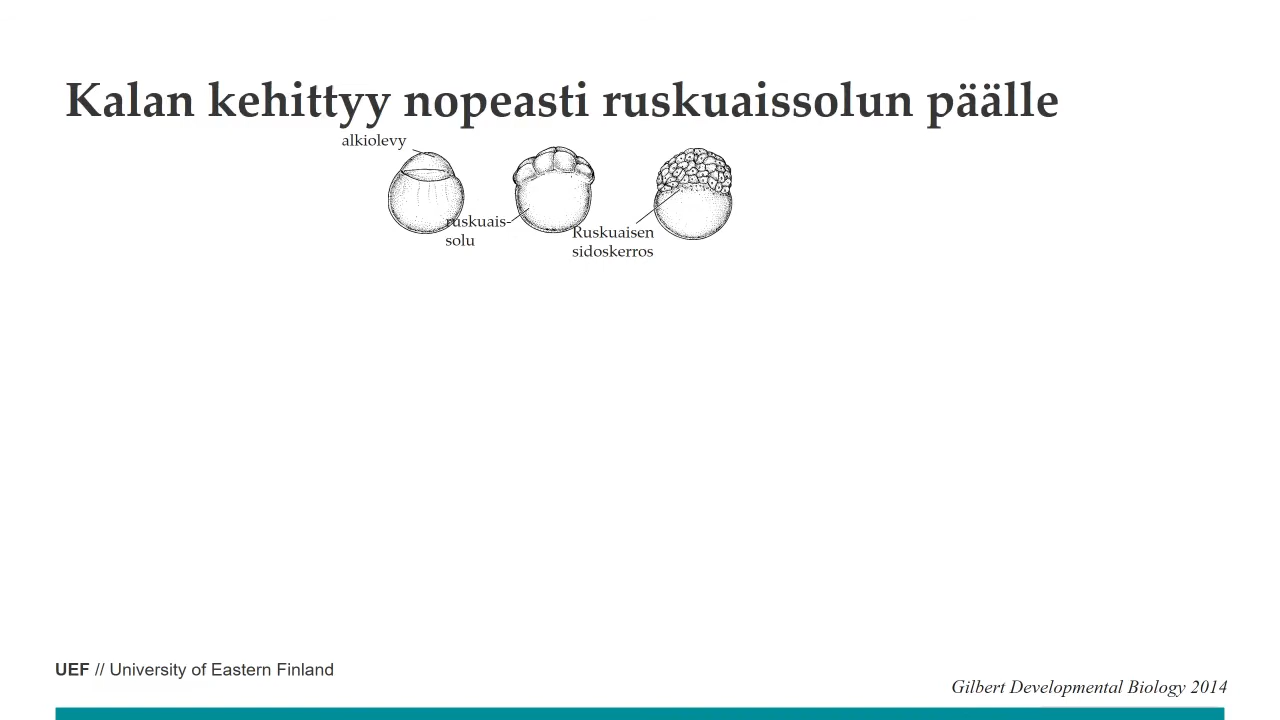 Kalan kehittyy nopeasti ruskuaissolun päälle
alkiolevy
ruskuais-
solu
Ruskuaisen
sidoskerros
UEF // University of Eastern Finland
Gilbert Developmental Biology 2014